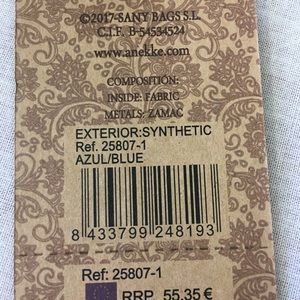 ©2017-SANY BAGS S.L.
C.I.F. B-54534524
www.anekke.com
COMPOSITION:
INSIDE: FABRIC
METALS: ZAMAC
EXTERIOR:SYNTHETIC
Ref. 25807-1
AZUL/BLUE
8 433799 248193
Ref: 25807-1
RRP 55,35 €